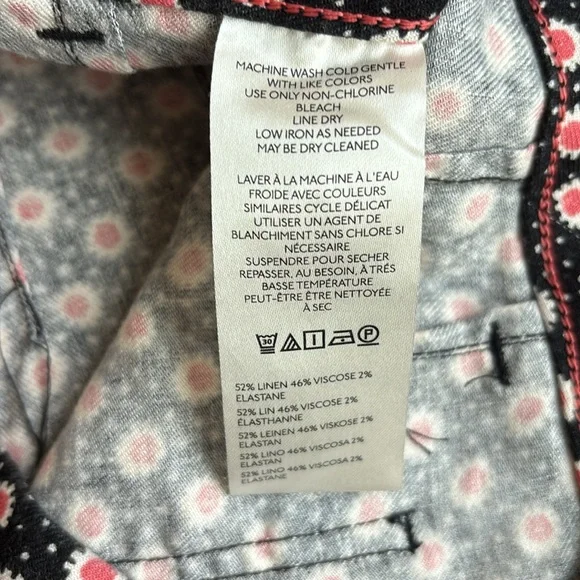 MACHINE WASH COLD GENTLE
WITH LIKE COLORS
USE ONLY NON-CHLORINE
BLEACH
LINE DRY
LOW IRON AS NEEDED
MAY BE DRY CLEANED
LAVER À LA MACHINE À L'EAU
FROIDE AVEC COULEURS
SIMILAIRES CYCLE DÉLICAT
UTILISER UN AGENT DE
BLANCHIMENT SANS CHLORE SI
NÉCESSAIRE
SUSPENDRE POUR SECHER
REPASSER, AU BESOIN, À TRÉS
BASSE TEMPÉRATURE
PEUT-ÊTRE ÊTRE NETTOYÉE
À SEC
30 P
52% LINEN 46% VISCOSE 2%
ELASTANE
52% LIN 46% VISCOSE 2%
ÉLASTHANNE
52% LEINEN 46% VISKOSE 2%
ELASTAN
52% LINO 46% VISCOSA 2%
ELASTAN
52% LINO 46% VISCOSA 2%
ELASTANE